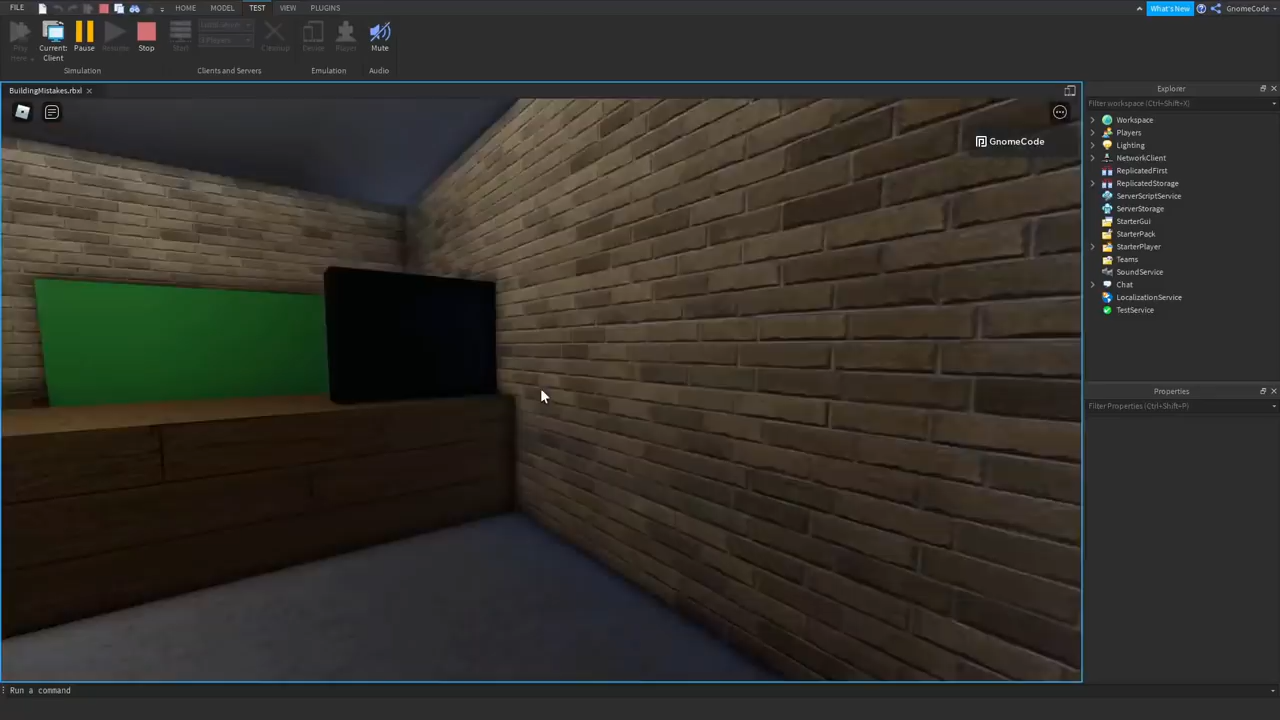 FILE
HOME
MODEL
TEST
VIEW
PLUGINS
What's New
GnomeCode
Play
Here
Current:
Client
Pause
Resume
Stop
Start
Cleanup
Device
Player
Mute
Simulation
Clients and Servers
Emulation
Audio
BuildingMistakes.rbxl
Explorer
Filter workspace (Ctrl+Shift+X)
GnomeCode
Workspace
Players
Lighting
NetworkClient
ReplicatedFirst
ReplicatedStorage
ServerScriptService
ServerStorage
StarterGui
StarterPack
StarterPlayer
Teams
SoundService
Chat
LocalizationService
TestService
Properties
Filter Properties (Ctrl+Shift+P)
Run a command